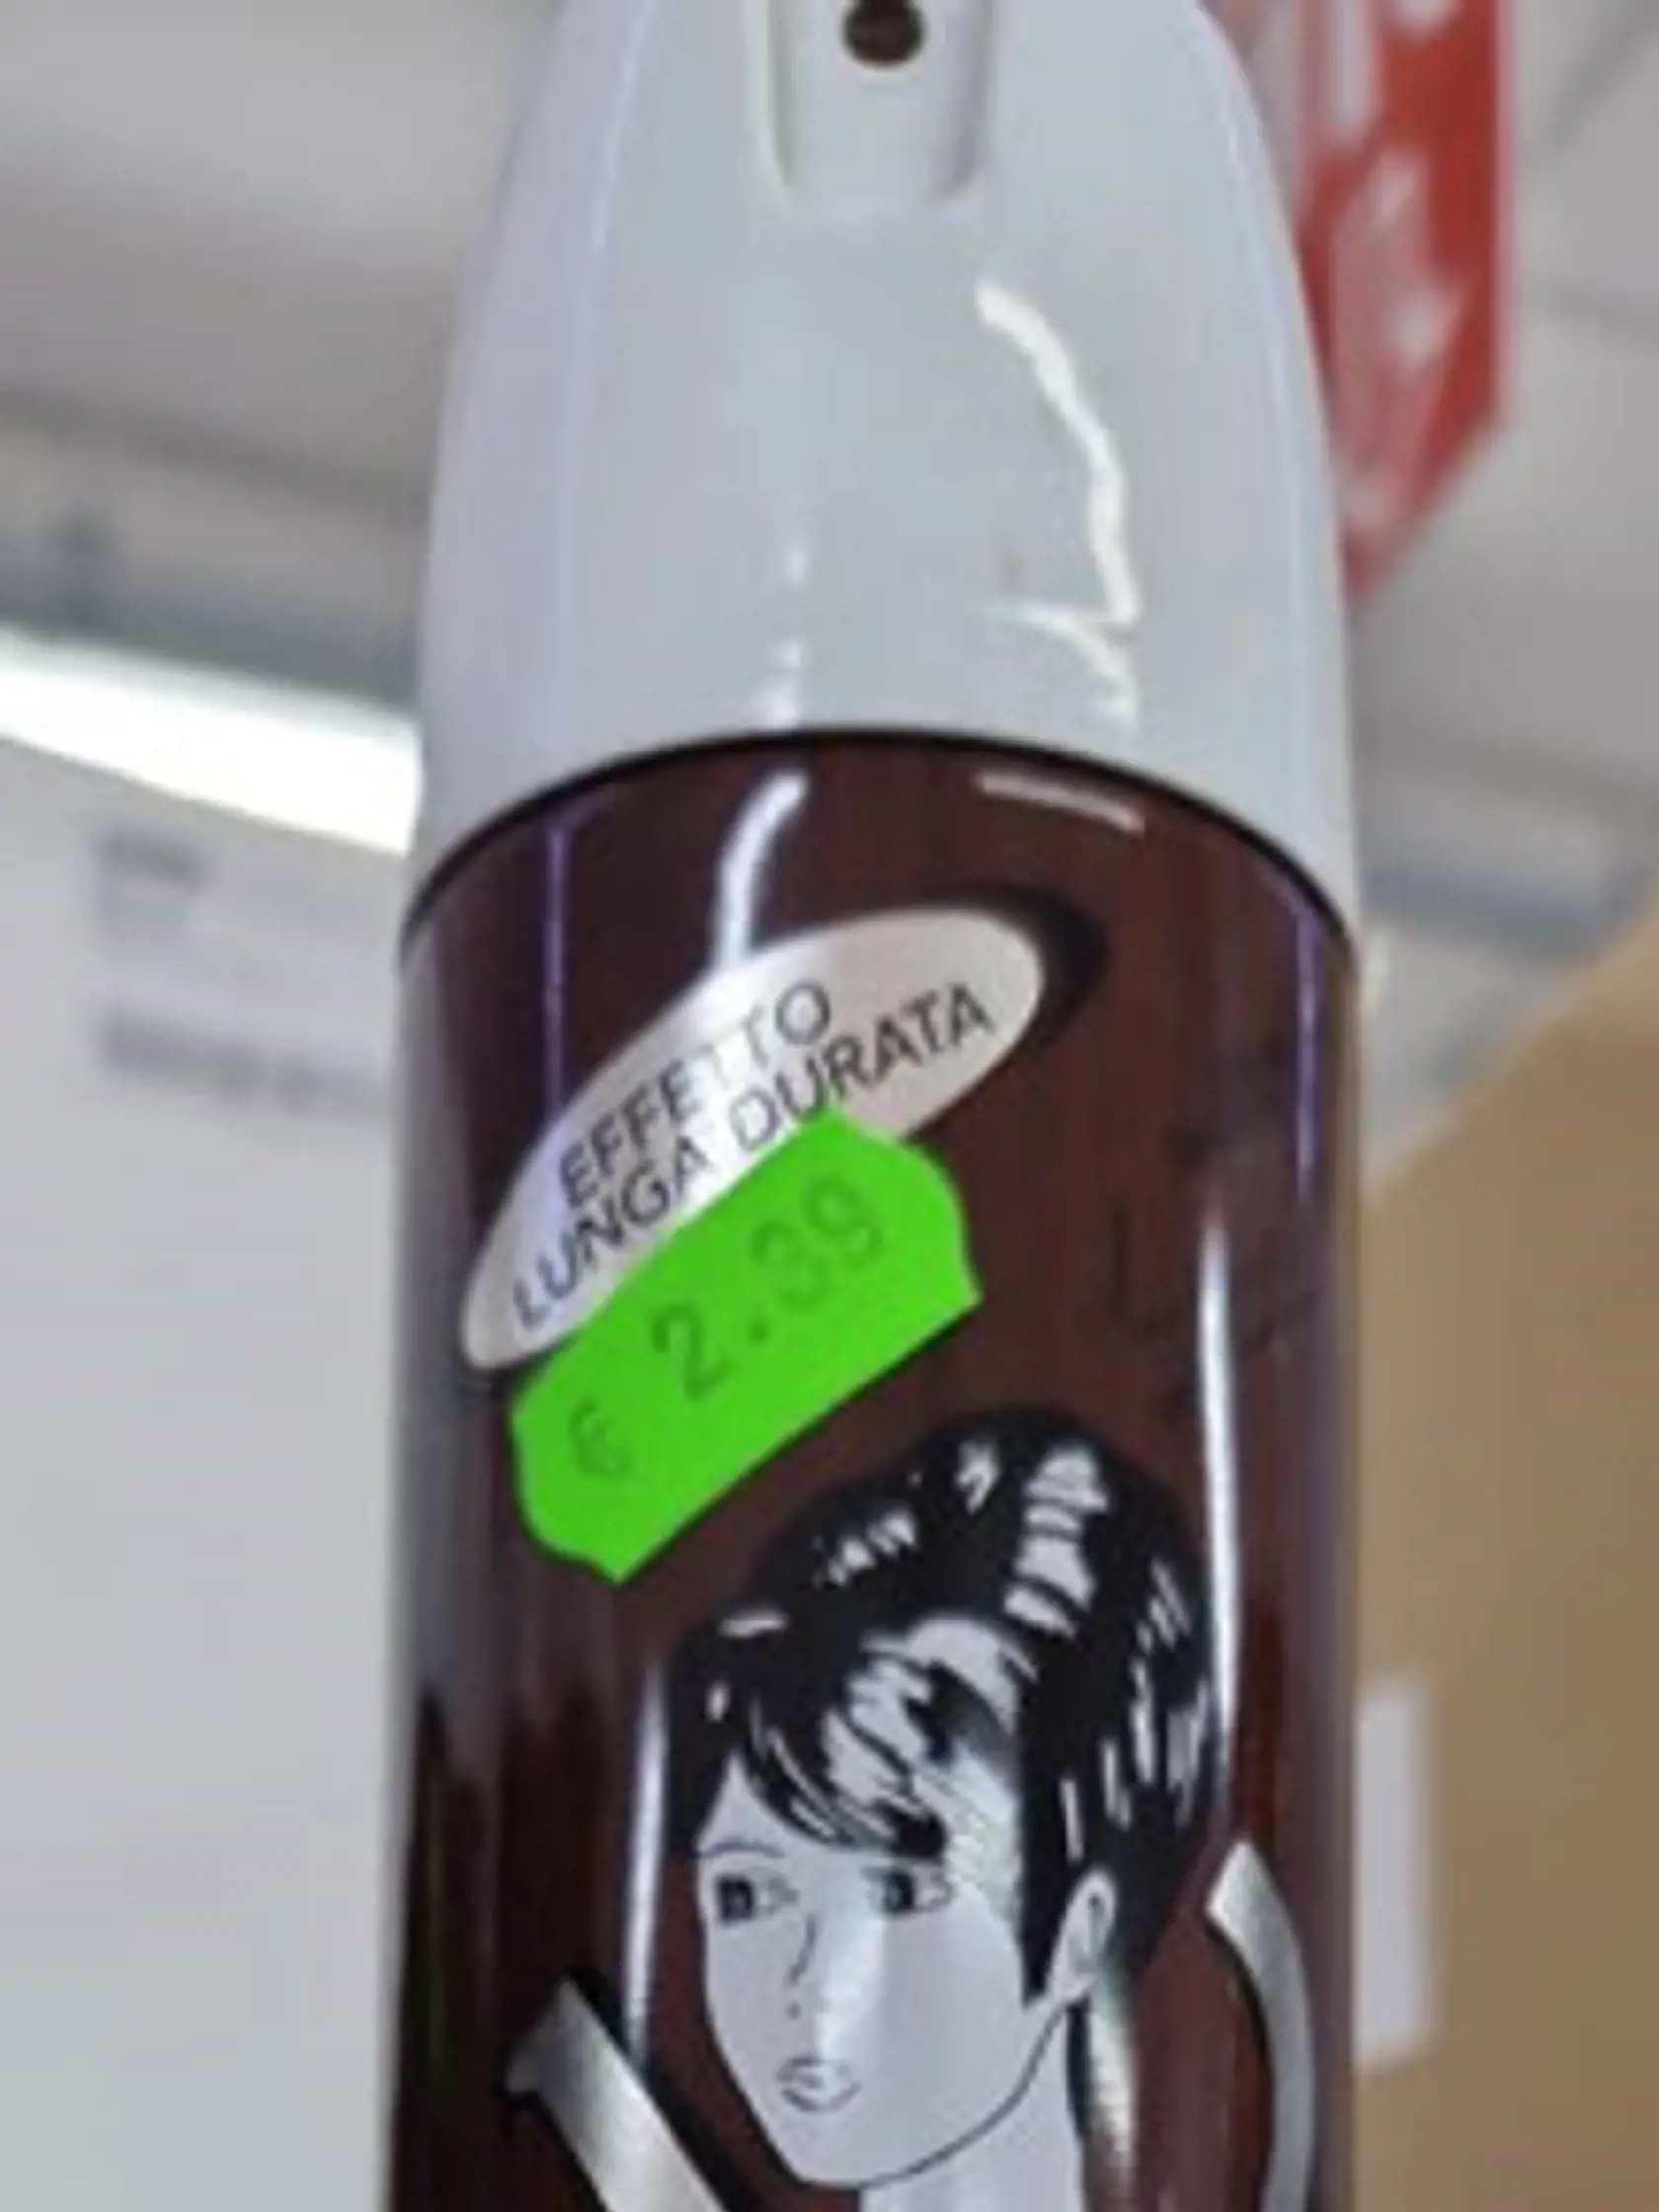 EFFETTO
LUNGA DURATA
€ 2.39